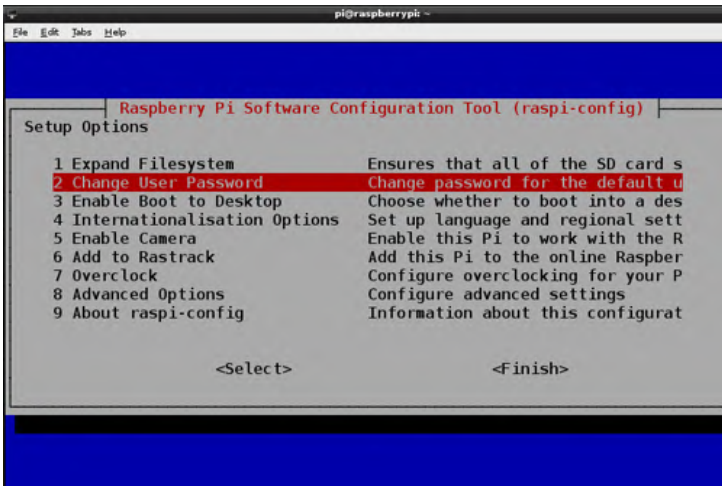 pi@raspberrypi: ~
File Edit Tabs Help
Raspberry Pi Software Configuration Tool (raspi-config)
Setup Options
1 Expand Filesystem Ensures that all of the SD card s
2 Change User Password Change password for the default u
3 Enable Boot to Desktop Choose whether to boot into a des
4 Internationalisation Options Set up language and regional sett
5 Enable Camera Enable this Pi to work with the R
6 Add to Rastrack Add this Pi to the online Raspber
7 Overclock Configure overclocking for your P
8 Advanced Options Configure advanced settings
9 About raspi-config Information about this configurat
<Select> <Finish>